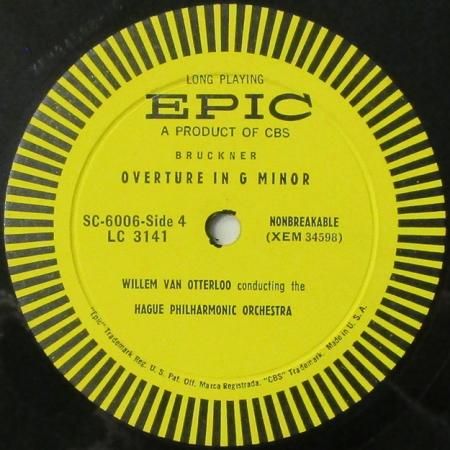 LONG PLAYING
EPIC
A PRODUCT OF CBS
BRUCKNER
OVERTURE IN G MINOR
SC-6006-Side 4 NONBREAKABLE
LC 3141 (XEM 34598)
WILLEM VAN OTTERLOO conducting the
HAGUE PHILHARMONIC ORCHESTRA
"Epic" Trademark Reg. U. S. Pat. Off. Marca Registrada. "CBS" Trademark. Made in U. S. A.